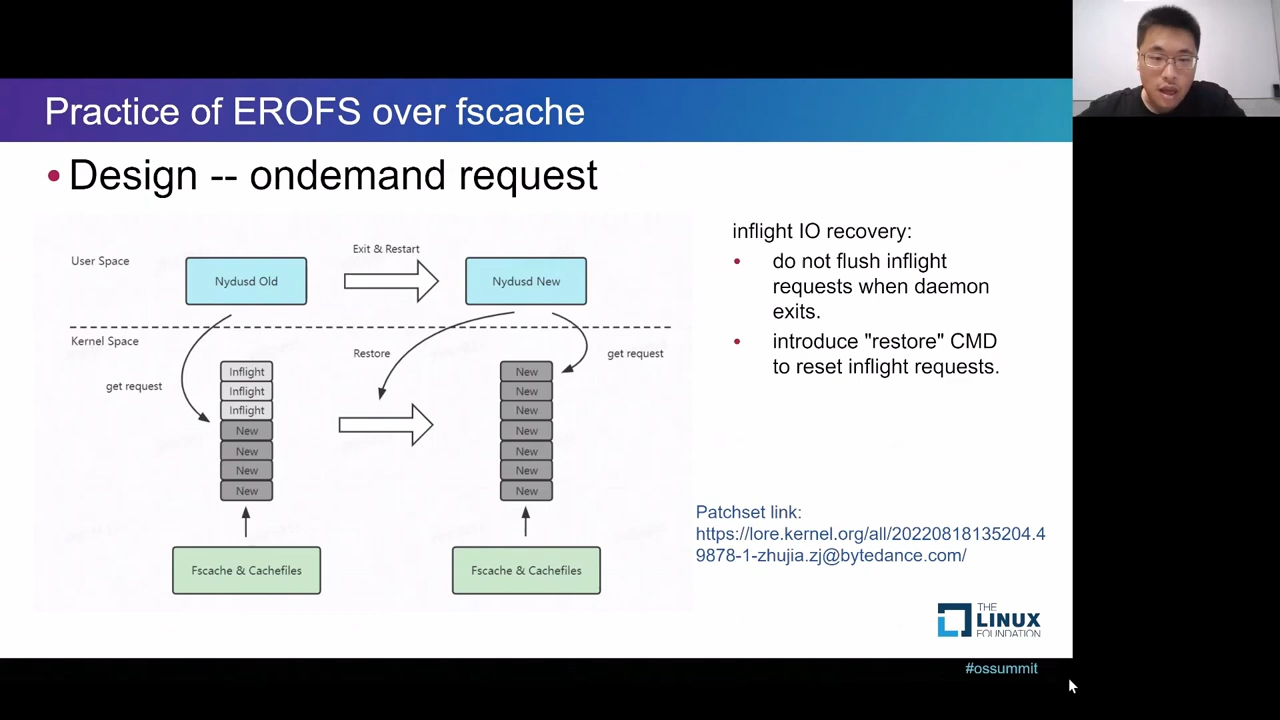 Practice of EROFS over fscache
• Design -- ondemand request
User Space
Nydusd Old
Exit & Restart
Nydusd New
Kernel Space
get request
Restore
get request
Inflight
Inflight
Inflight
New
New
New
New
New
New
New
New
New
New
New
Fscache & Cachefiles
Fscache & Cachefiles
inflight IO recovery:
• do not flush inflight
requests when daemon
exits.
• introduce "restore" CMD
to reset inflight requests.
Patchset link:
https://lore.kernel.org/all/20220818135204.4
9878-1-zhujia.zj@bytedance.com/
THE
LINUX
FOUNDATION
#ossummit